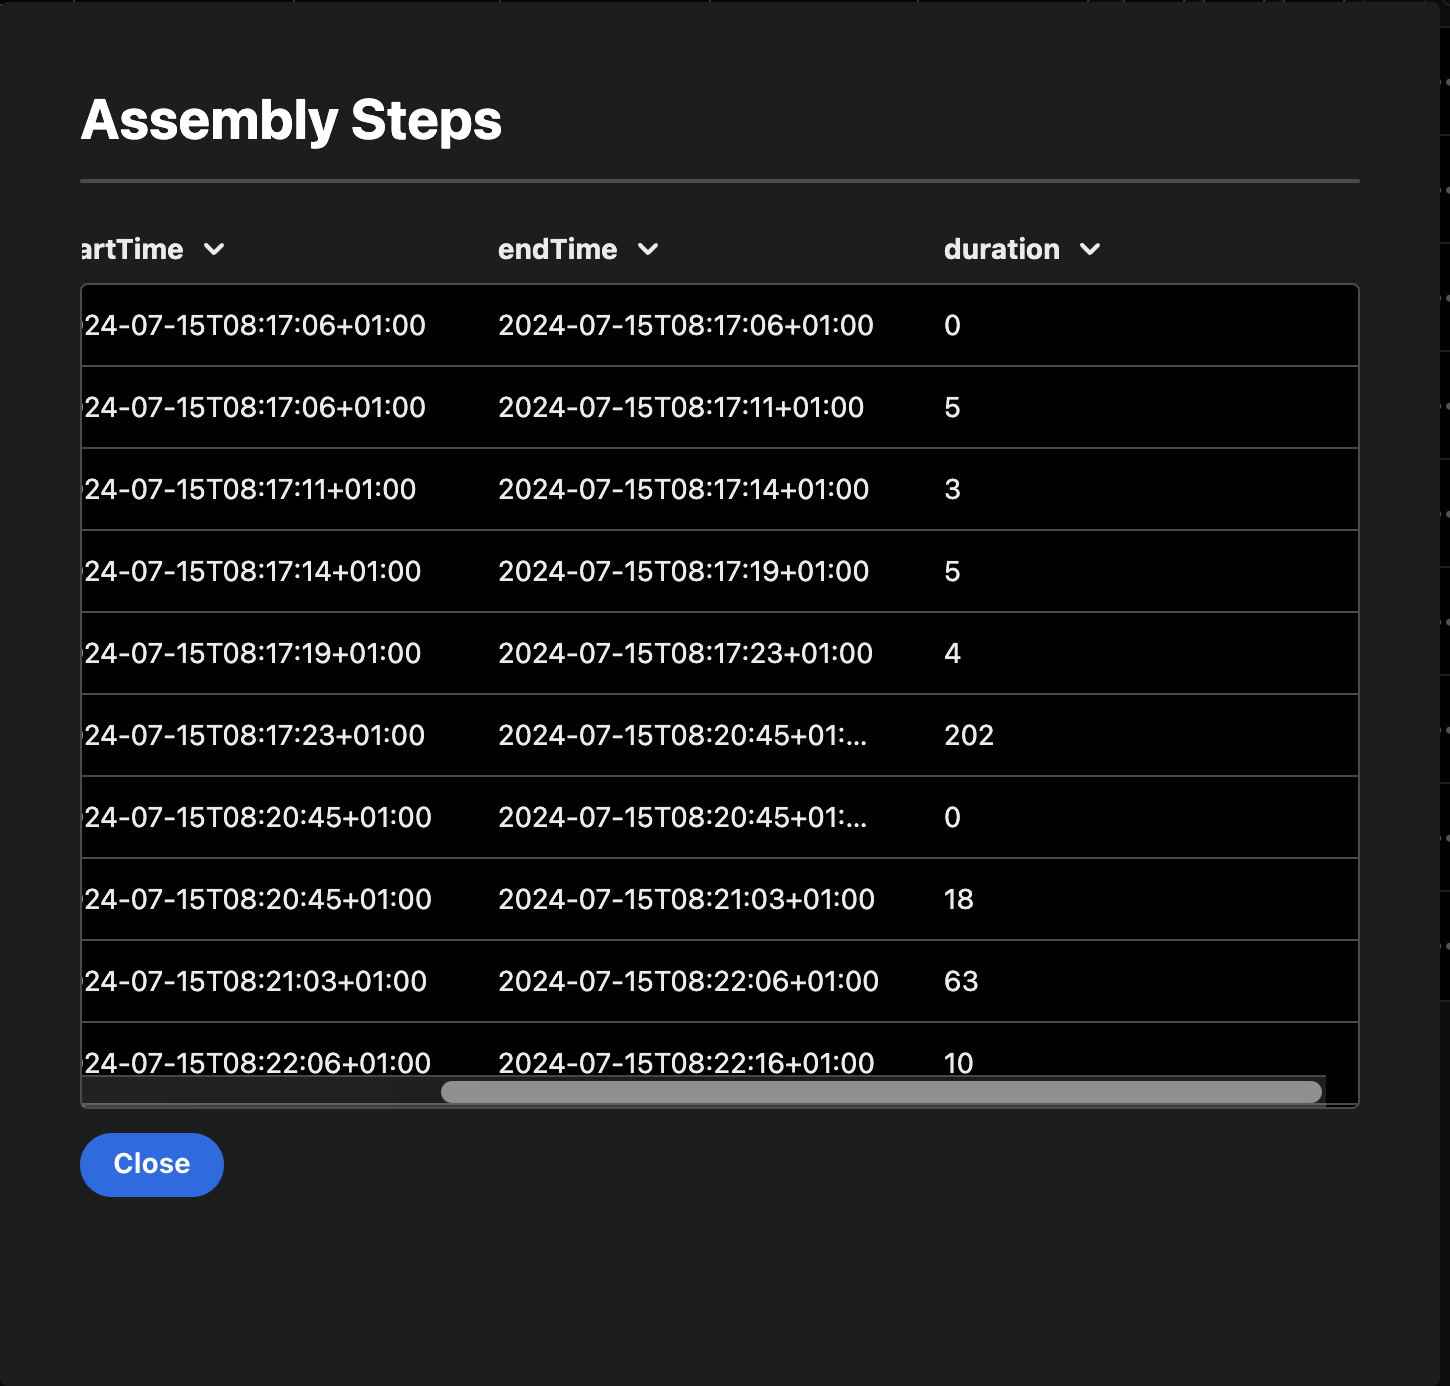 Assembly Steps
artTime endTime duration
24-07-15T08:17:06+01:00 2024-07-15T08:17:06+01:00 0
24-07-15T08:17:06+01:00 2024-07-15T08:17:11+01:00 5
24-07-15T08:17:11+01:00 2024-07-15T08:17:14+01:00 3
24-07-15T08:17:14+01:00 2024-07-15T08:17:19+01:00 5
24-07-15T08:17:19+01:00 2024-07-15T08:17:23+01:00 4
24-07-15T08:17:23+01:00 2024-07-15T08:20:45+01:... 202
24-07-15T08:20:45+01:00 2024-07-15T08:20:45+01:... 0
24-07-15T08:20:45+01:00 2024-07-15T08:21:03+01:00 18
24-07-15T08:21:03+01:00 2024-07-15T08:22:06+01:00 63
24-07-15T08:22:06+01:00 2024-07-15T08:22:16+01:00 10
Close